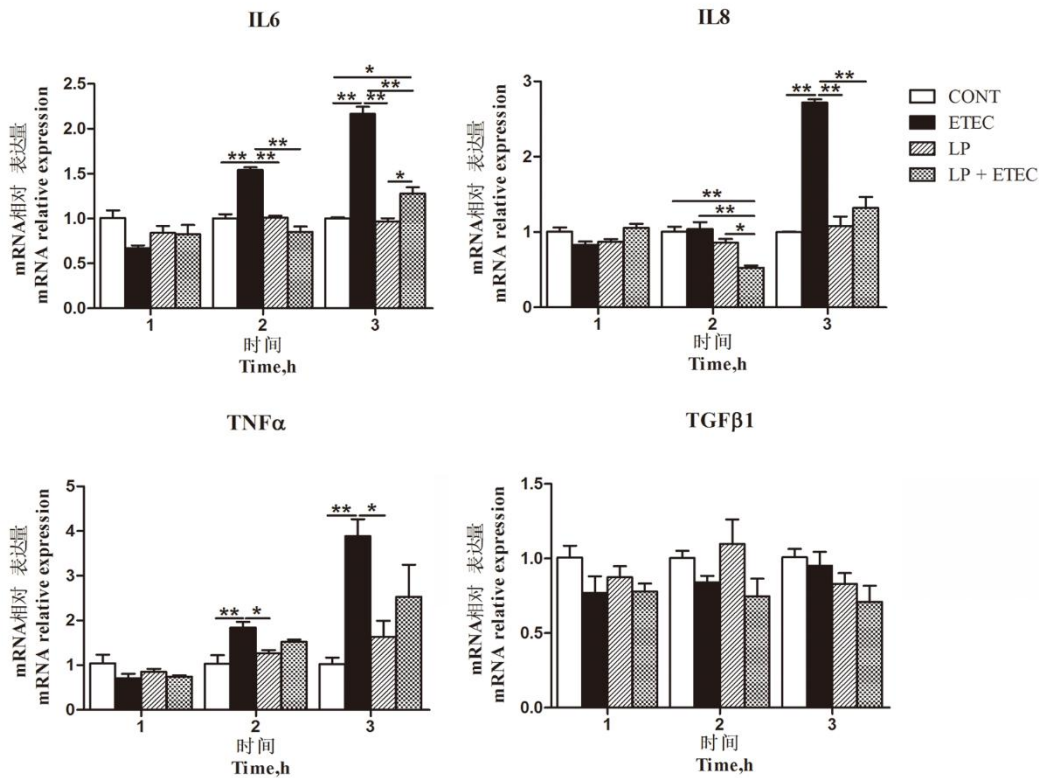 IL6
mRNA相对 表达量
mRNA relative expression
2.5
2.0
1.5
1.0
0.5
0.0
*
**
** **
**
** **
*
1
2
3
时间
Time,h
IL8
mRNA相对 表达量
mRNA relative expression
3
2
1
0
**
** **
**
**
*
1
2
3
时间
Time,h
CONT
ETEC
LP
LP + ETEC
TNFα
mRNA相对 表达量
mRNA relative expression
5
4
3
2
1
0
** *
** *
1
2
3
时间
Time,h
TGFβ1
mRNA相对 表达量
mRNA relative expression
1.5
1.0
0.5
0.0
1
2
3
时间
Time,h